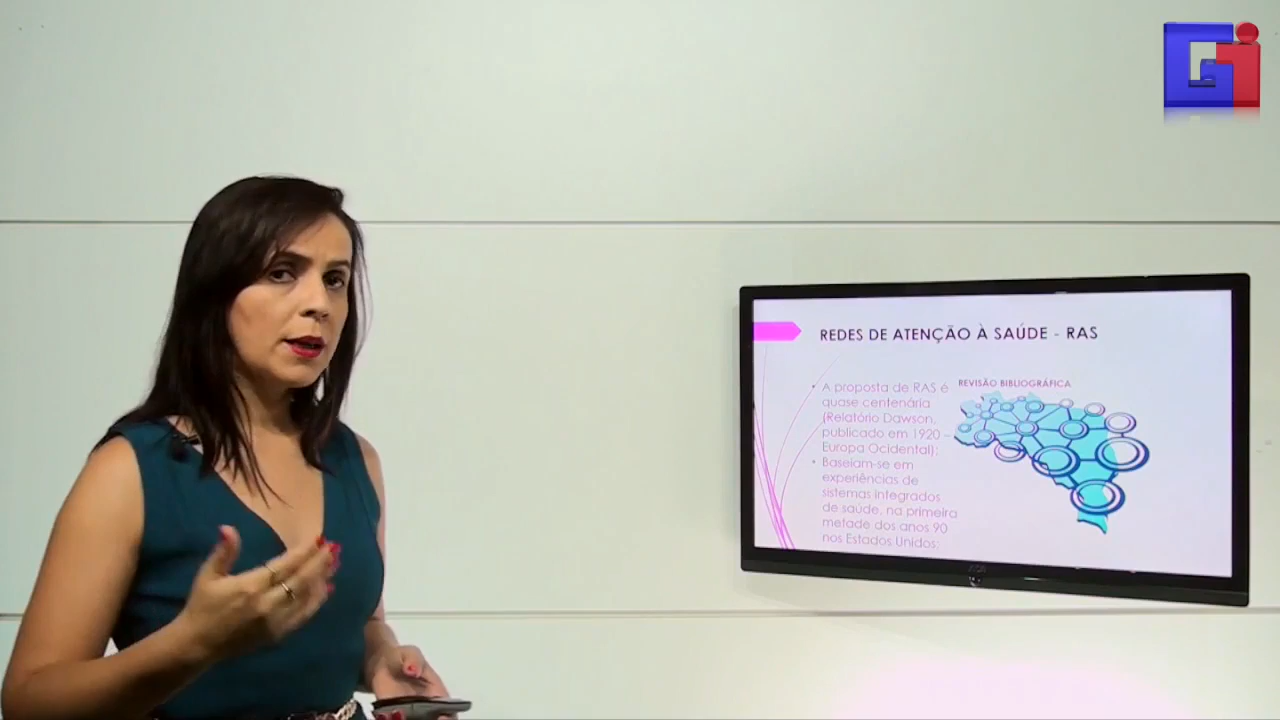 Gi
REDES DE ATENÇÃO À SAÚDE - RAS
• A proposta de RAS é
quase centenária
(Relatório Dawson,
publicado em 1920 –
Europa Ocidental);
• Baseiam-se em
experiências de
sistemas integrados
de saúde, na primeira
metade dos anos 90
nos Estados Unidos;
REVISÃO BIBLIOGRÁFICA